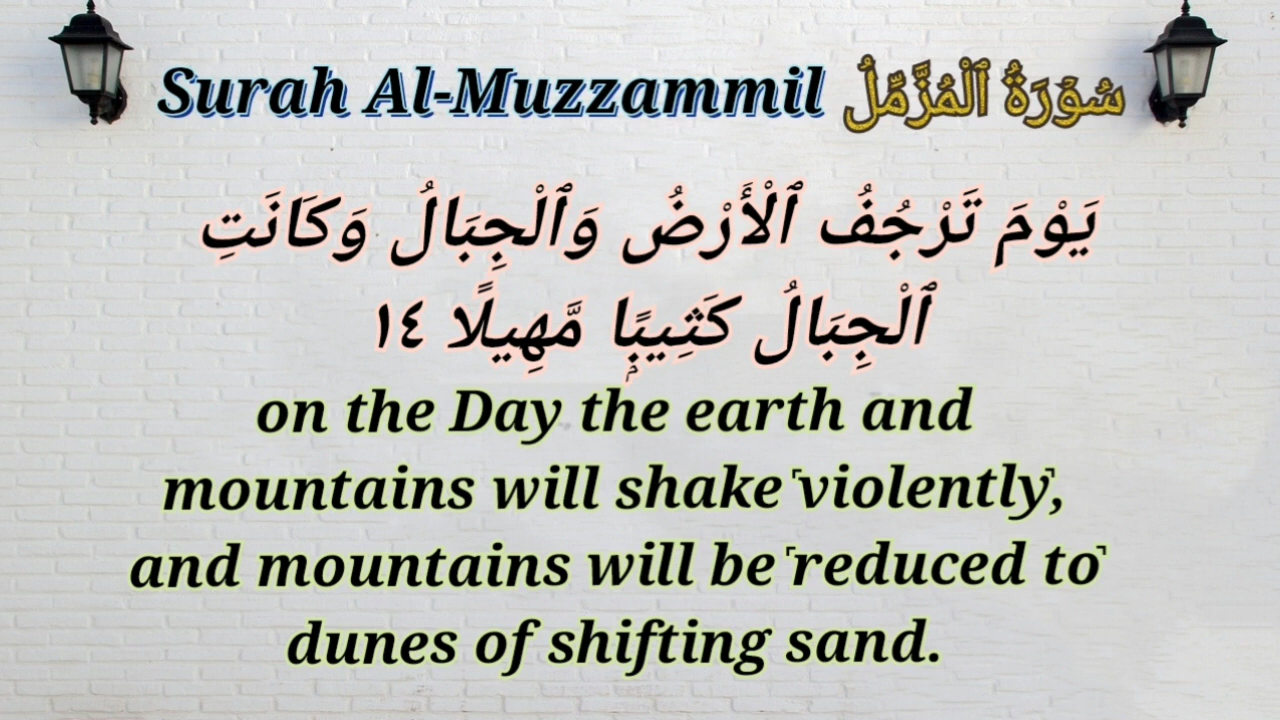 Surah Al-Muzzammil سُوْرَةُ ٱلْمُزَّمِّلُ
يَوْمَ تَرْجُفُ ٱلْأَرْضُ وَٱلْجِبَالُ وَكَانَتِ
ٱلْجِبَالُ كَثِيبًۭا مَّهِيلًا ١٤
on the Day the earth and
mountains will shake ˹violently˺,
and mountains will be ˹reduced to˺
dunes of shifting sand.